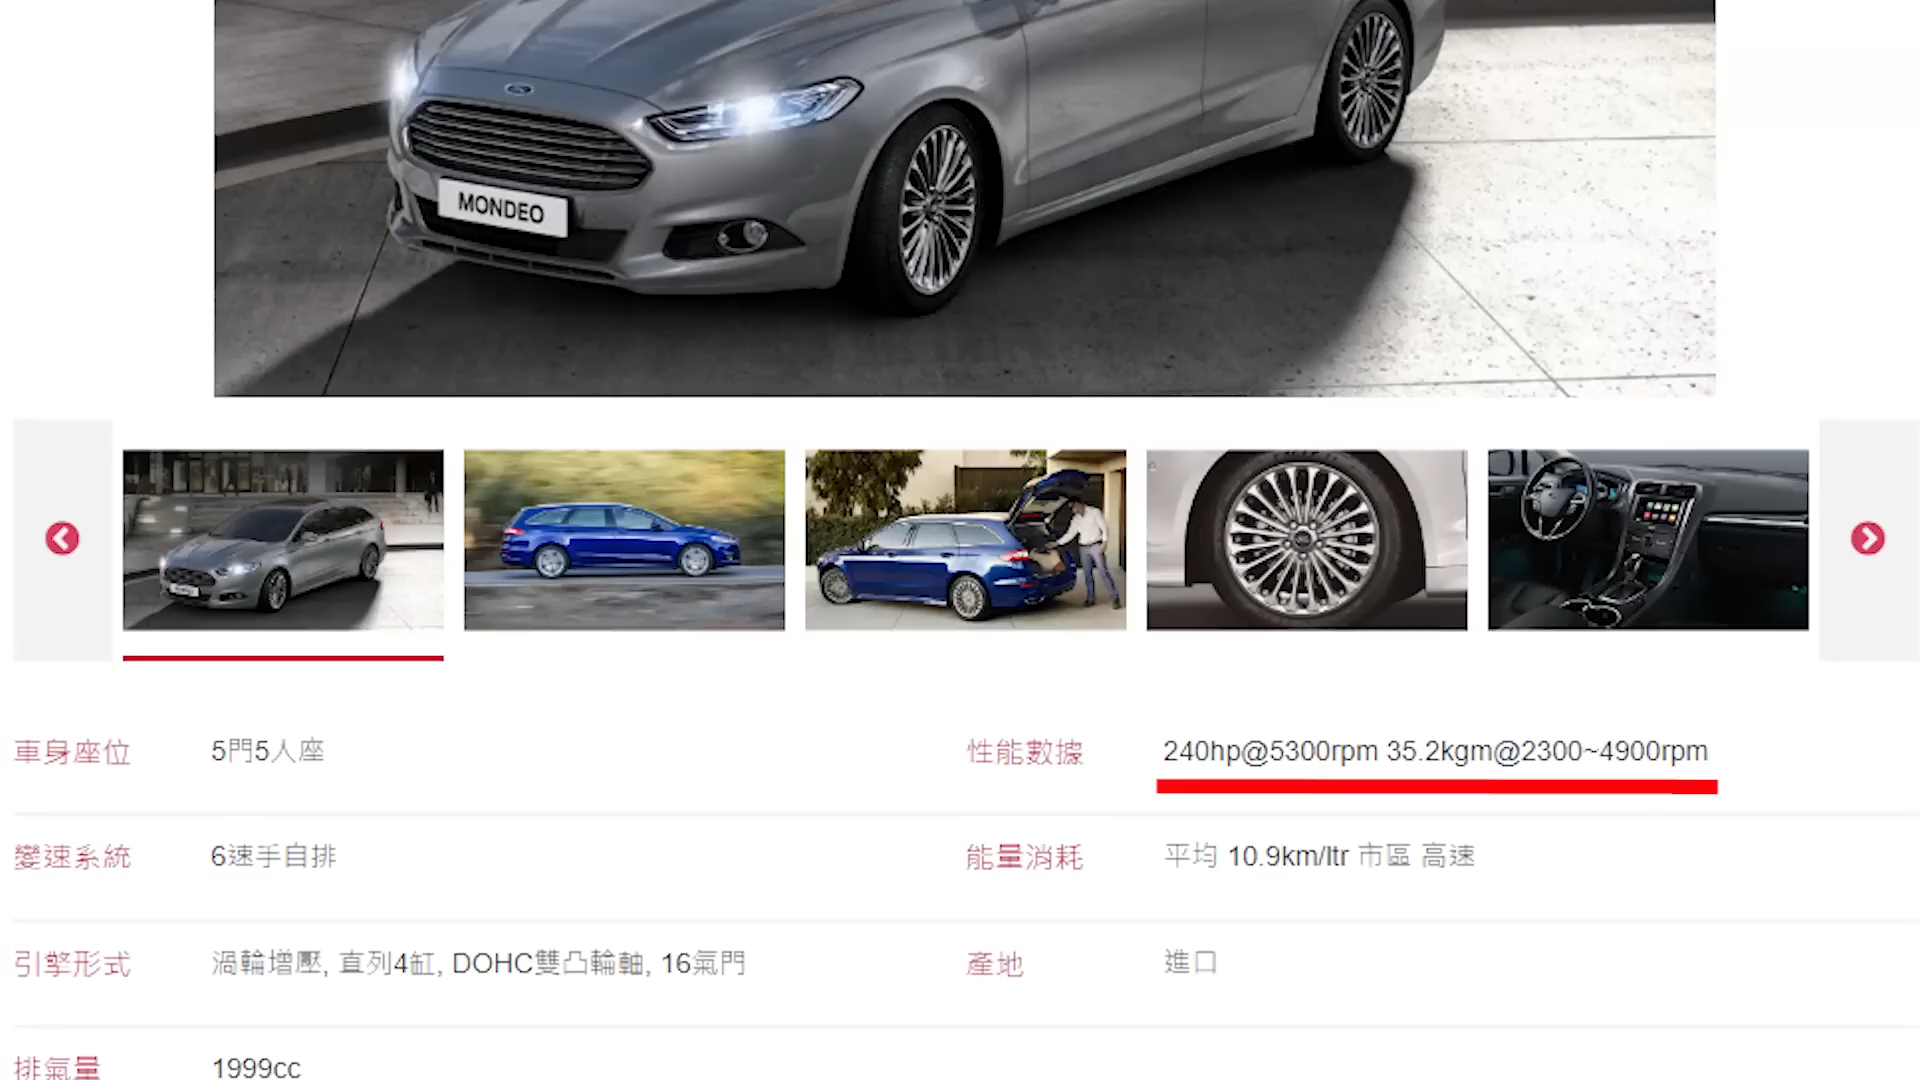 MONDEO
車身座位 5門5人座 性能數據 240hp@5300rpm 35.2kgm@2300~4900rpm
變速系統 6速手自排 能量消耗 平均 10.9km/ltr 市區 高速
引擎形式 渦輪增壓, 直列4缸, DOHC雙凸輪軸, 16氣門 產地 進口
排氣量 1999cc